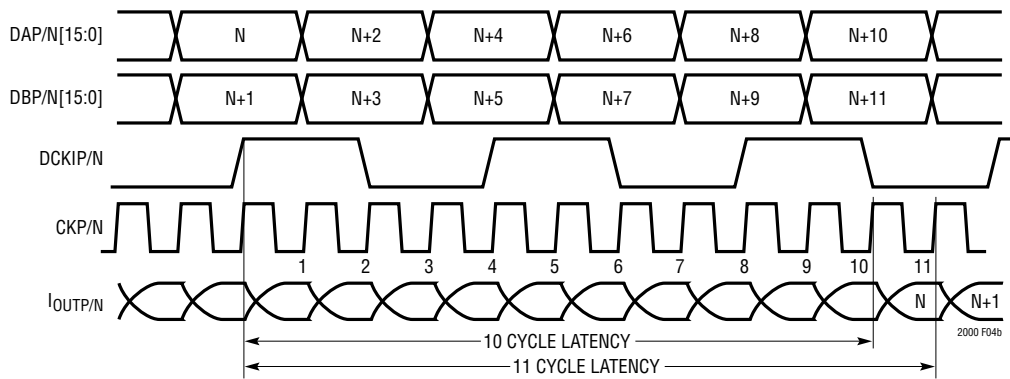 DAP/N[15:0] N N+2 N+4 N+6 N+8 N+10
DBP/N[15:0] N+1 N+3 N+5 N+7 N+9 N+11
DCKIP/N
CKP/N
1 2 3 4 5 6 7 8 9 10 11
IOUTP/N N N+1
2000 F04b
10 CYCLE LATENCY
11 CYCLE LATENCY